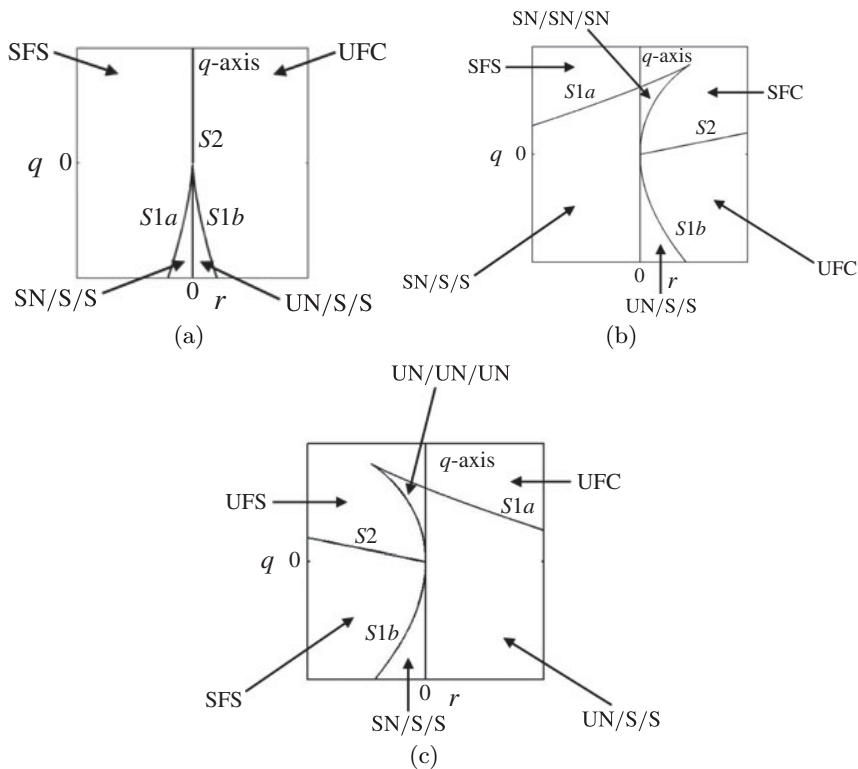 SFS
q-axis
UFC
S2
q 0
S1a
S1b
SN/S/S
0
r
UN/S/S
(a)
SN/SN/SN
SFS
q-axis
S1a
SFC
S2
q 0
S1b
SN/S/S
0
r
UFC
UN/S/S
(b)
UN/UN/UN
q-axis
UFS
UFC
S1a
S2
q 0
S1b
SFS
0 r
SN/S/S
UN/S/S
(c)